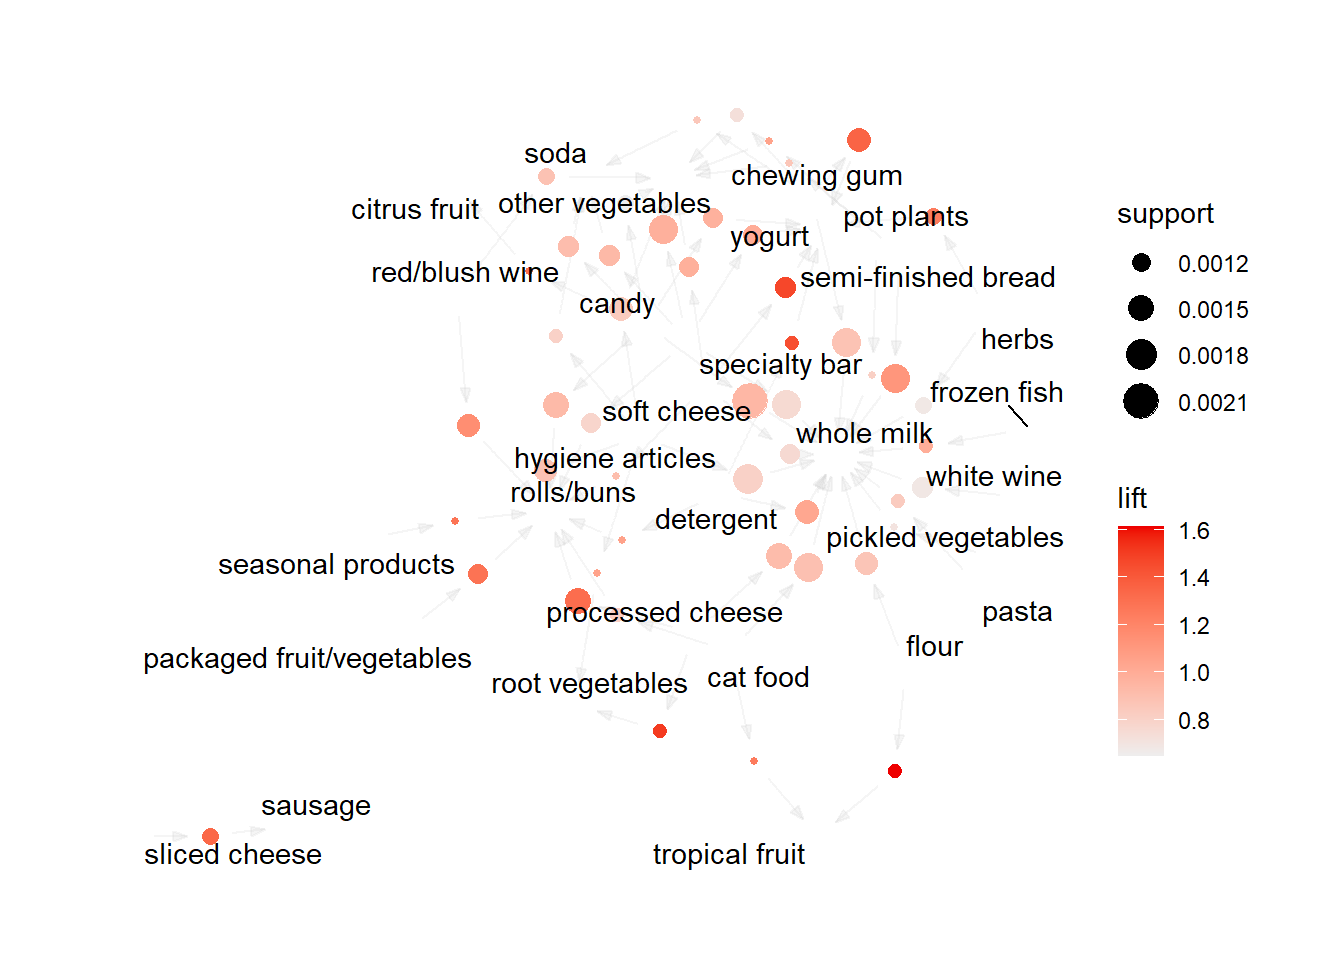 soda
chewing gum
citrus fruit
other vegetables
pot plants
yogurt
red/blush wine
semi-finished bread
candy
herbs
specialty bar
frozen fish
soft cheese
whole milk
hygiene articles
white wine
rolls/buns
detergent
pickled vegetables
seasonal products
processed cheese
pasta
flour
packaged fruit/vegetables
root vegetables
cat food
sausage
sliced cheese
tropical fruit
support
0.0012
0.0015
0.0018
0.0021
lift
1.6
1.4
1.2
1.0
0.8